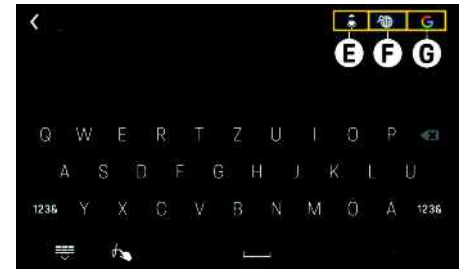 G
E F G
Q W E R T Z U I O P
A S D F G H J K L Ü
123& Y X C V B N M Ö Ä 123&